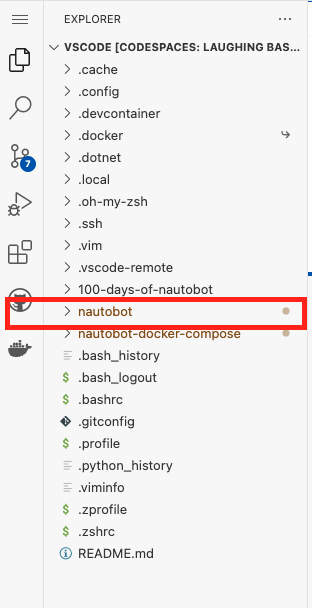 EXPLORER
VSCODE [CODESPACES: LAUGHING BAS...
.cache
.config
.devcontainer
.docker
.dotnet
.local
.oh-my-zsh
.ssh
.vim
.vscode-remote
100-days-of-nautobot
nautobot
nautobot-docker-compose
.bash_history
$ .bash_logout
$ .bashrc
.gitconfig
$ .profile
.python_history
.viminfo
$ .zprofile
$ .zshrc
README.md
7